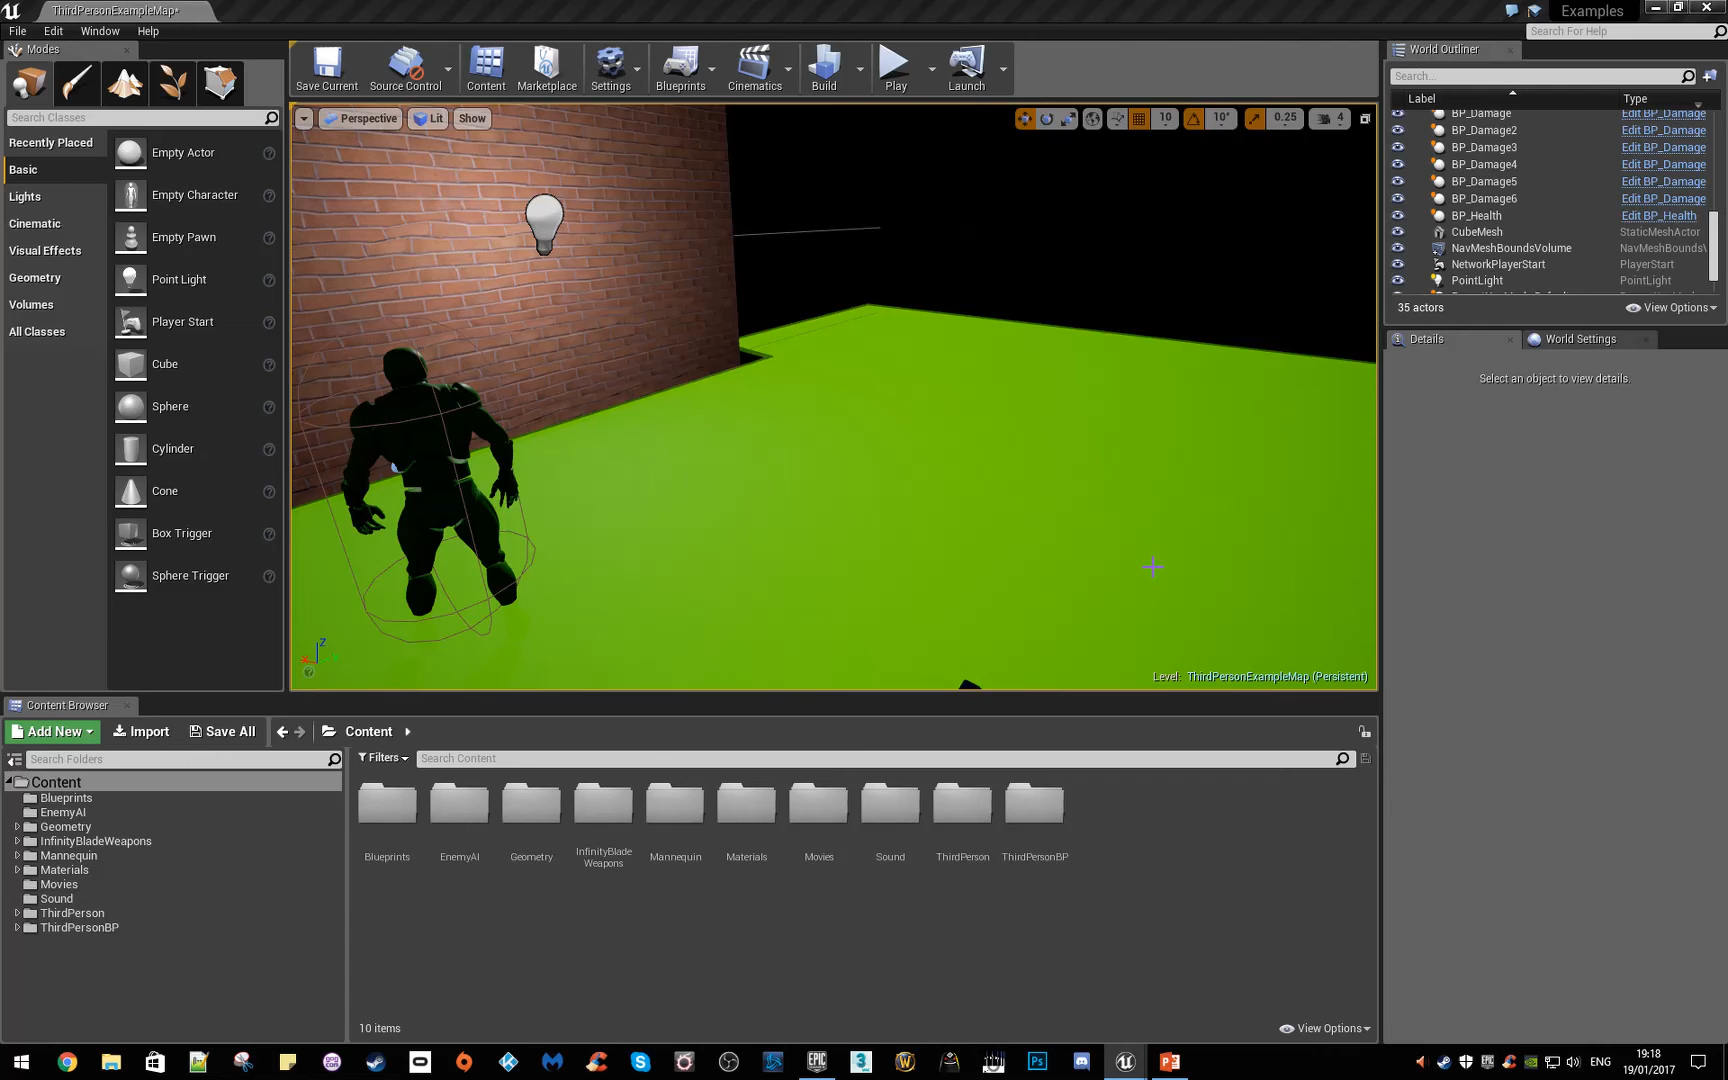 ThirdPersonExampleMap*
Examples
File Edit Window Help
Search For Help
Modes
Save Current
Source Control
Content
Marketplace
Settings
Blueprints
Cinematics
Build
Play
Launch
World Outliner
Search...
Label
Type
Search Classes
Recently Placed
Basic
Lights
Cinematic
Visual Effects
Geometry
Volumes
All Classes
Empty Actor
Empty Character
Empty Pawn
Point Light
Player Start
Cube
Sphere
Cylinder
Cone
Box Trigger
Sphere Trigger
Perspective
Lit
Show
10
10°
0.25
4
BP_Damage Edit BP_Damage
BP_Damage2 Edit BP_Damage
BP_Damage3 Edit BP_Damage
BP_Damage4 Edit BP_Damage
BP_Damage5 Edit BP_Damage
BP_Damage6 Edit BP_Damage
BP_Health Edit BP_Health
CubeMesh StaticMeshActor
NavMeshBoundsVolume NavMeshBounds
NetworkPlayerStart PlayerStart
PointLight PointLight
35 actors
View Options
Details
World Settings
Select an object to view details.
Z
Level: ThirdPersonExampleMap (Persistent)
Content Browser
Add New
Import
Save All
Content
Search Folders
Filters
Search Content
Content
Blueprints
EnemyAI
Geometry
InfinityBladeWeapons
Mannequin
Materials
Movies
Sound
ThirdPerson
ThirdPersonBP
Blueprints
EnemyAI
Geometry
InfinityBlade
Weapons
Mannequin
Materials
Movies
Sound
ThirdPerson
ThirdPersonBP
10 items
View Options
EPIC
GAMES
3
Ps
ENG
19:18
19/01/2017